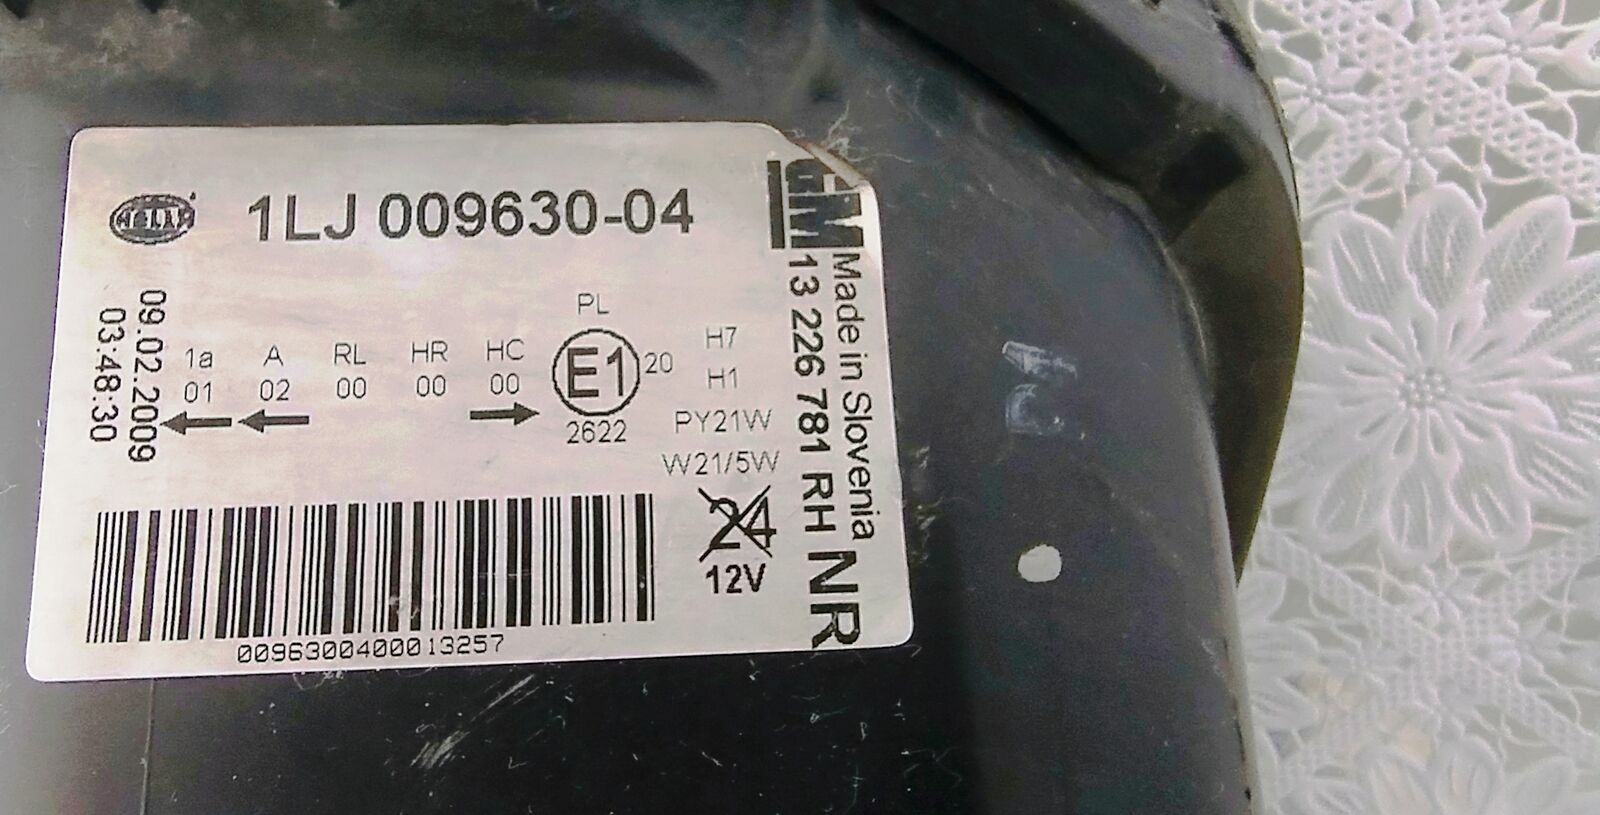 HELLA
1LJ 009630-04
GM
13 226 781 RH NR
Made in Slovenia
09.02.2009
03:48:30
1a A RL HR HC
01 02 00 00 00
PL
E1 20
2622
H7
H1
PY21W
W21/5W
24
12V
0096300400013257